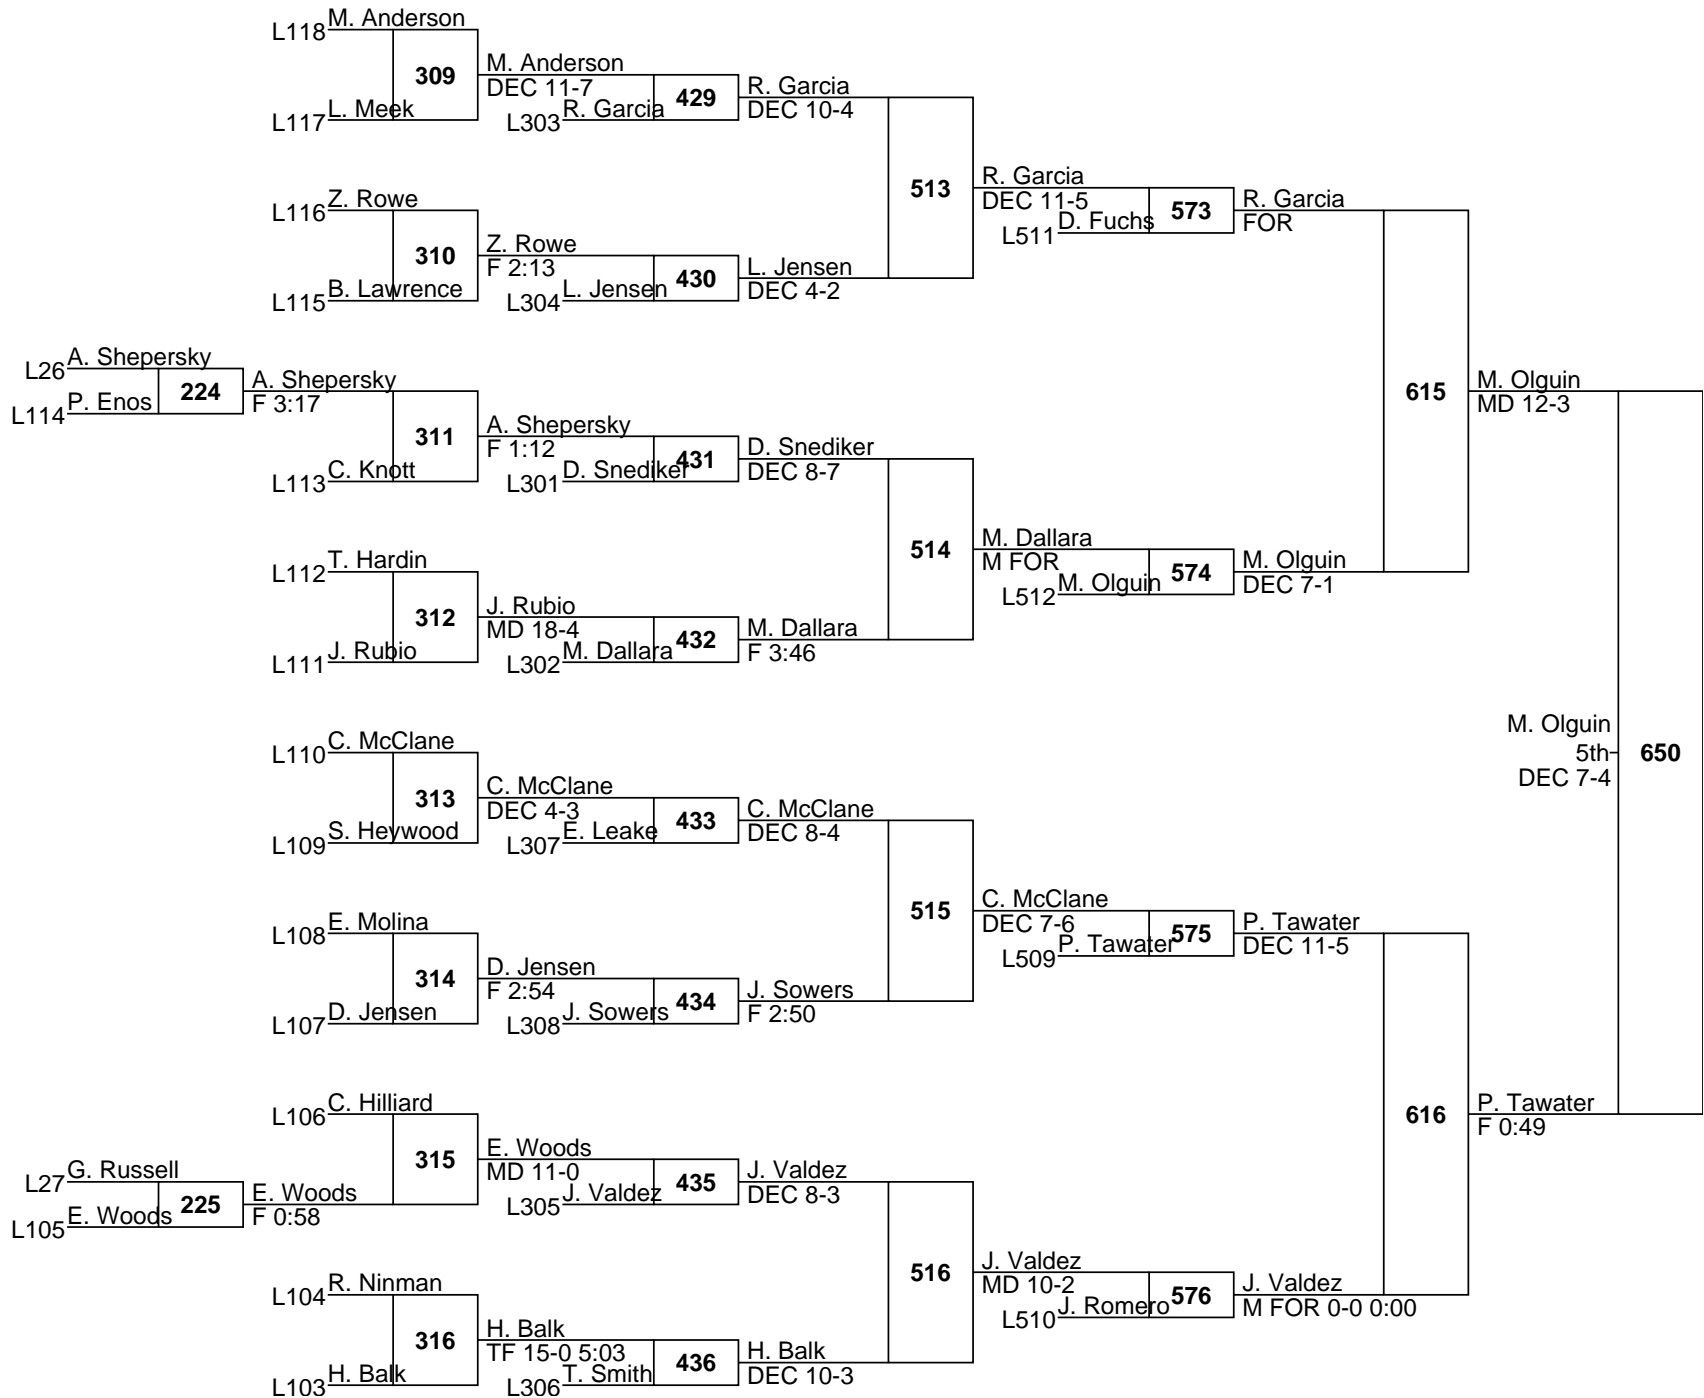 M. Anderson
L118
309
M. Anderson
DEC 11-7
L. Meek
L117
R. Garcia
L303
429
R. Garcia
DEC 10-4
Z. Rowe
L116
310
Z. Rowe
F 2:13
B. Lawrence
L115
L. Jensen
L304
430
L. Jensen
DEC 4-2
513
R. Garcia
DEC 11-5
D. Fuchs
L511
573
R. Garcia
FOR
A. Shepersky
L26
224
P. Enos
L114
A. Shepersky
F 3:17
311
C. Knott
L113
A. Shepersky
F 1:12
D. Snediker
L301
431
D. Snediker
DEC 8-7
T. Hardin
L112
312
J. Rubio
L111
J. Rubio
MD 18-4
M. Dallara
L302
432
M. Dallara
F 3:46
514
M. Dallara
M FOR
M. Olguin
L512
574
M. Olguin
DEC 7-1
615
M. Olguin
MD 12-3
C. McClane
L110
313
S. Heywood
L109
C. McClane
DEC 4-3
E. Leake
L307
433
C. McClane
DEC 8-4
E. Molina
L108
314
D. Jensen
L107
D. Jensen
F 2:54
J. Sowers
L308
434
J. Sowers
F 2:50
515
C. McClane
DEC 7-6
P. Tawater
L509
575
P. Tawater
DEC 11-5
C. Hilliard
L106
315
G. Russell
L27
225
E. Woods
L105
E. Woods
F 0:58
E. Woods
MD 11-0
J. Valdez
L305
435
J. Valdez
DEC 8-3
R. Ninman
L104
316
H. Balk
L103
H. Balk
TF 15-0 5:03
T. Smith
L306
436
H. Balk
DEC 10-3
516
J. Valdez
MD 10-2
J. Romero
L510
576
J. Valdez
M FOR 0-0 0:00
616
P. Tawater
F 0:49
M. Olguin
5th
DEC 7-4
650